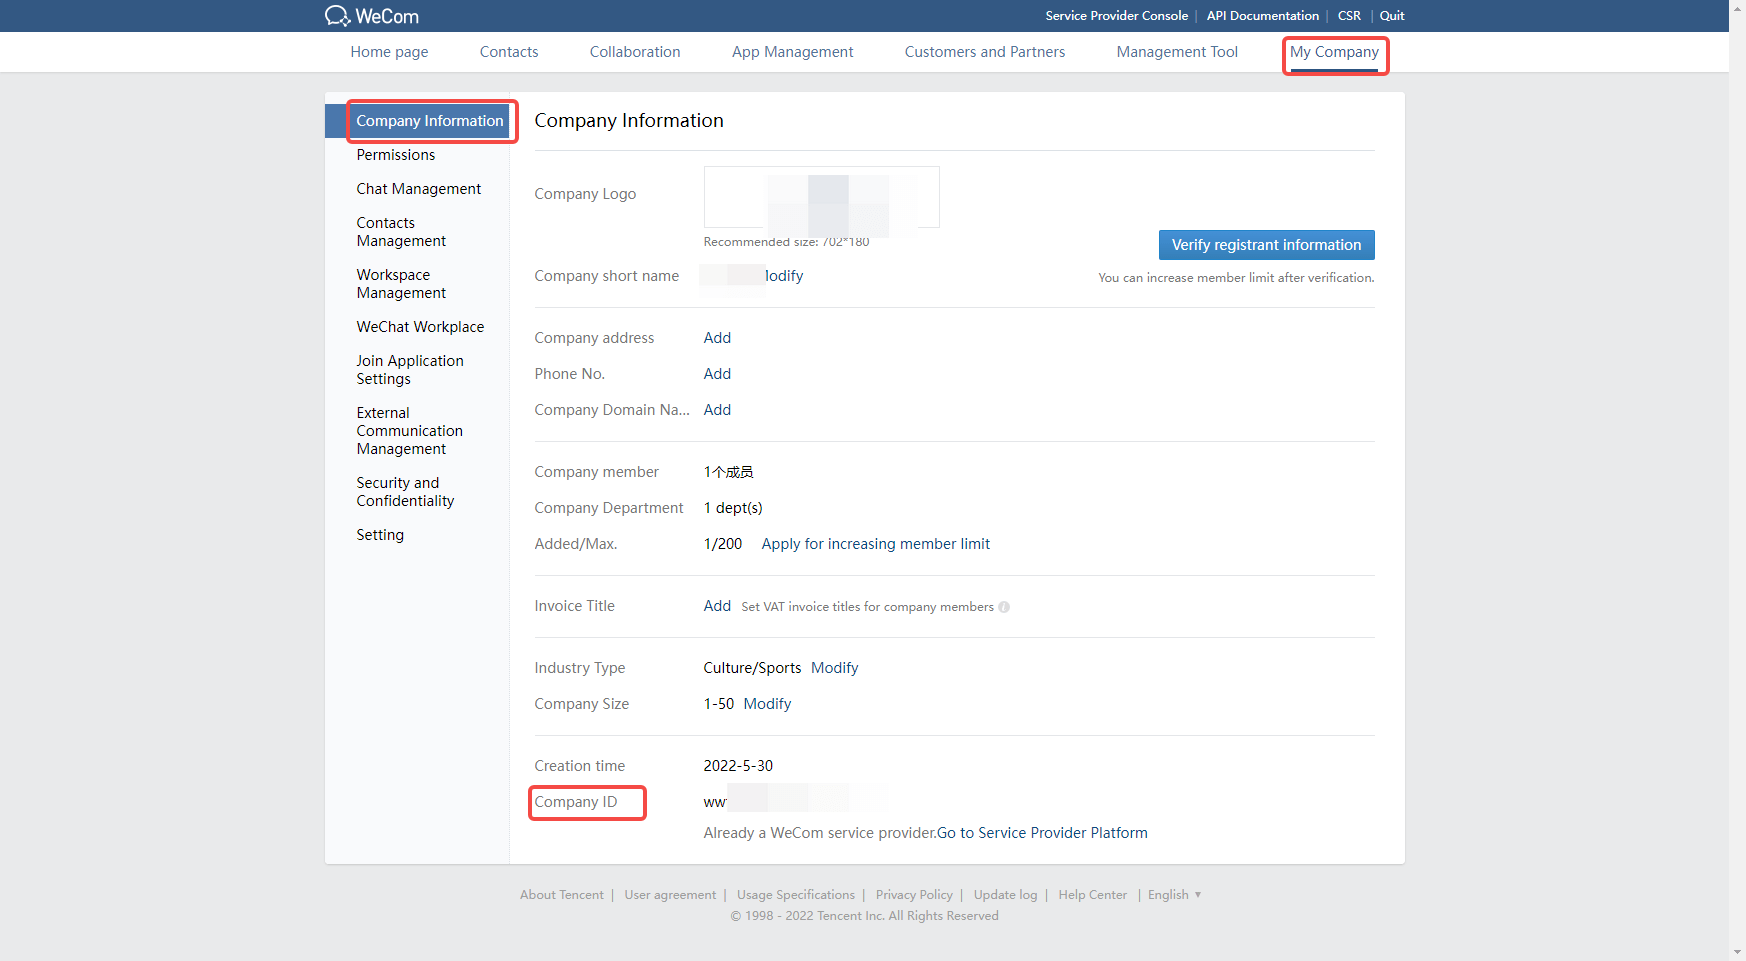 WeCom
Service Provider Console | API Documentation | CSR | Quit
Home page Contacts Collaboration App Management Customers and Partners Management Tool My Company
Company Information
Permissions
Chat Management
Contacts
Management
Workspace
Management
WeChat Workplace
Join Application
Settings
External
Communication
Management
Security and
Confidentiality
Setting
Company Information
Company Logo
Recommended size: 702*180
Verify registrant information
You can increase member limit after verification.
Company short name
Company address Add
Phone No. Add
Company Domain Na... Add
Company member 1个成员
Company Department 1 dept(s)
Added/Max. 1/200 Apply for increasing member limit
Invoice Title Add Set VAT invoice titles for company members
Industry Type Culture/Sports Modify
Company Size 1-50 Modify
Creation time 2022-5-30
Company ID
Already a WeCom service provider.Go to Service Provider Platform
About Tencent | User agreement | Usage Specifications | Privacy Policy | Update log | Help Center | English
© 1998 - 2022 Tencent Inc. All Rights Reserved